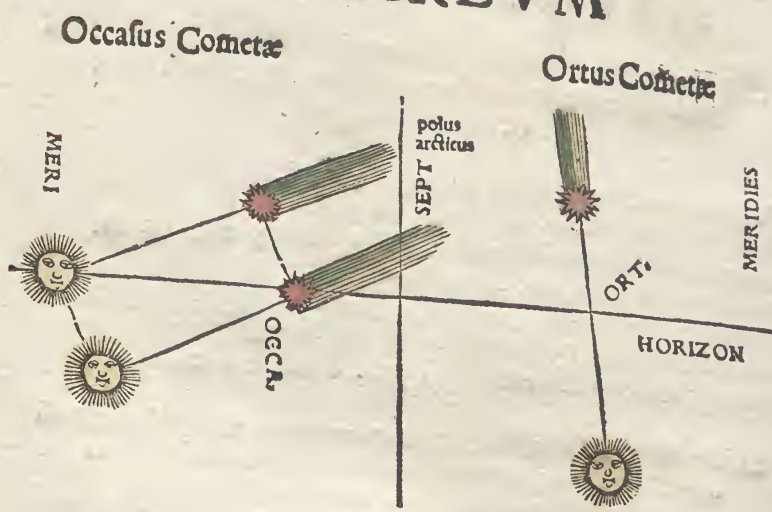 Occaſus Cometæ
Ortus Cometæ
MERI
polus
arcticus
SEPT
MERIDIES
ORT.
OCCA,
HORIZON